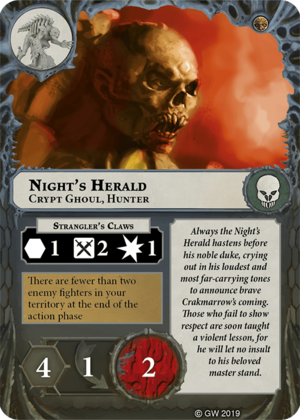 Night's Herald
Crypt Ghoul, Hunter
Strangler's Claws
1 2 1
There are fewer than two
enemy fighters in your
territory at the end of the
action phase
Always the Night's
Herald hastens before
his noble duke, crying
out in his loudest and
most far-carrying tones
to announce brave
Crakmarrow's coming.
Those who fail to show
respect are soon taught
a violent lesson, for
he will let no insult
to his beloved
master stand.
4 1 2
© GW 2019